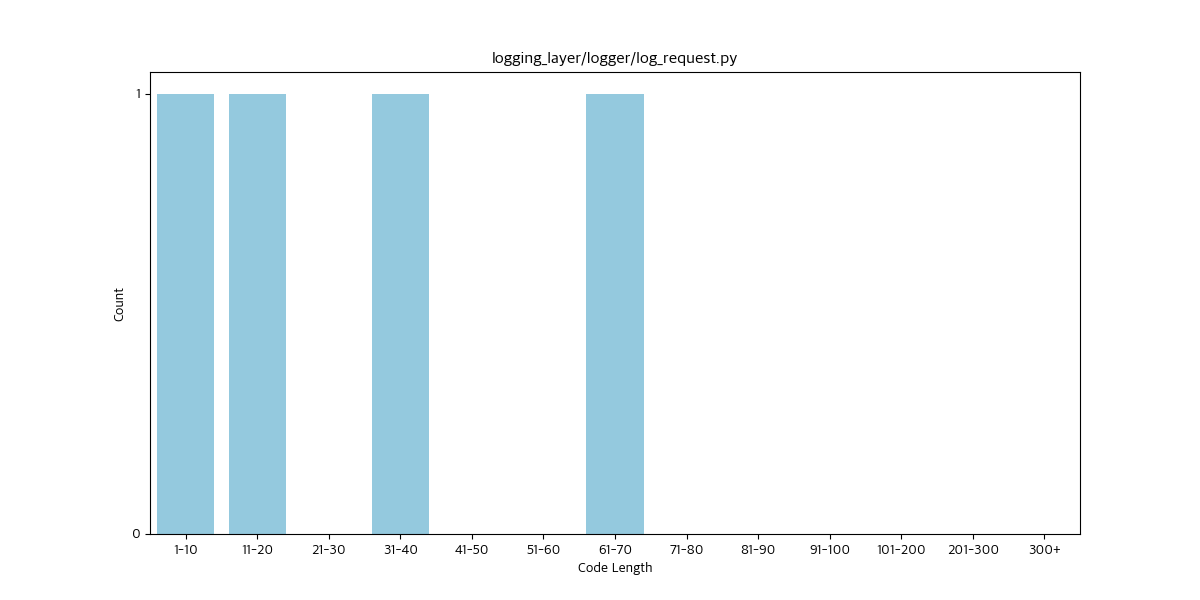 logging_layer/logger/log_request.py
1
0
Count
1-10 11-20 21-30 31-40 41-50 51-60 61-70 71-80 81-90 91-100 101-200 201-300 300+
Code Length